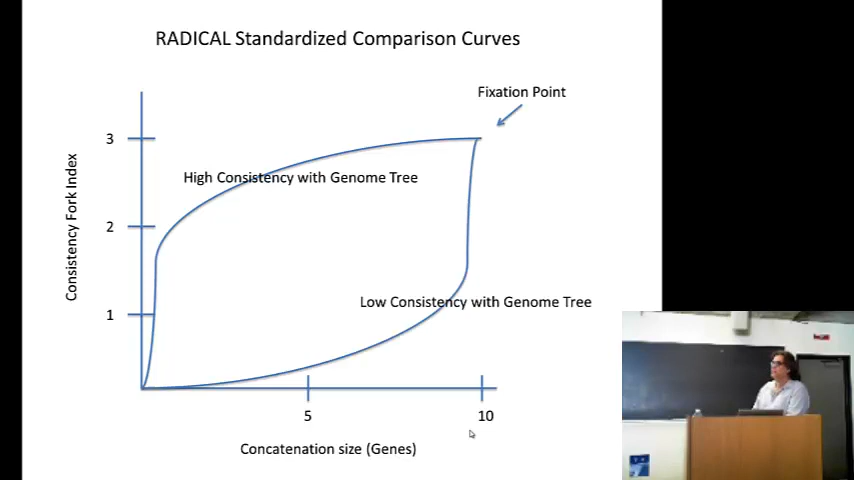 RADICAL Standardized Comparison Curves
Fixation Point
3
High Consistency with Genome Tree
2
Consistency Fork Index
Low Consistency with Genome Tree
1
5
10
Concatenation size (Genes)